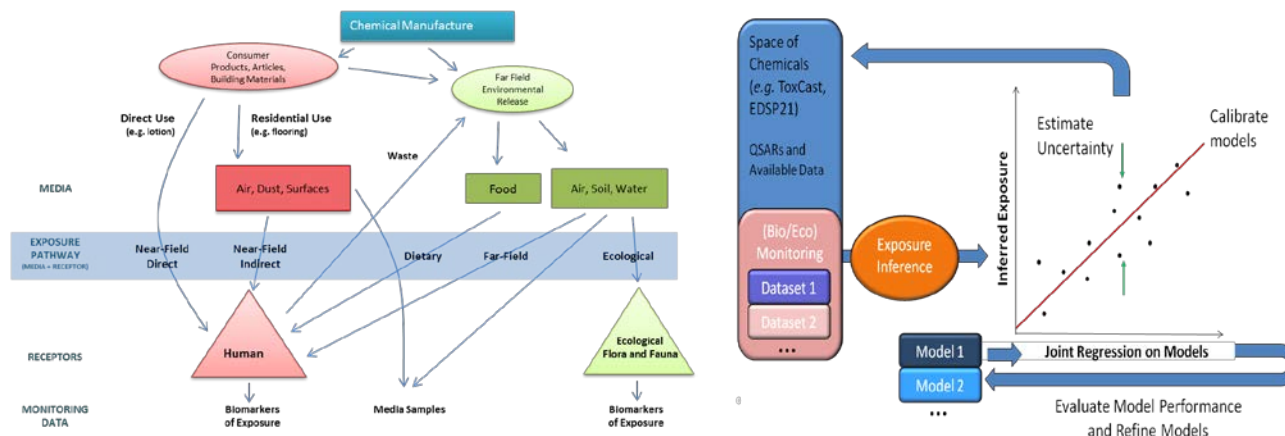 Chemical Manufacture
Consumer
Products, Articles,
Building Materials
Far Field
Environmental
Release
Direct Use
(e.g. lotion)
Residential Use
(e.g. flooring)
Waste
MEDIA
Air, Dust, Surfaces
Food
Air, Soil, Water
EXPOSURE
PATHWAY
(MEDIA + RECEPTOR)
Near-Field
Direct
Near-Field
Indirect
Dietary
Far-Field
Ecological
RECEPTORS
Human
Ecological
Flora and Fauna
MONITORING
DATA
Biomarkers
of Exposure
Media Samples
Biomarkers
of Exposure
Space of
Chemicals
(e.g. ToxCast,
EDSP21)
QSARs and
Available Data
(Bio/Eco)
Monitoring
Dataset 1
Dataset 2
...
Exposure
Inference
Inferred Exposure
Estimate
Uncertainty
Calibrate
models
Model 1
Model 2
...
Joint Regression on Models
Evaluate Model Performance
and Refine Models